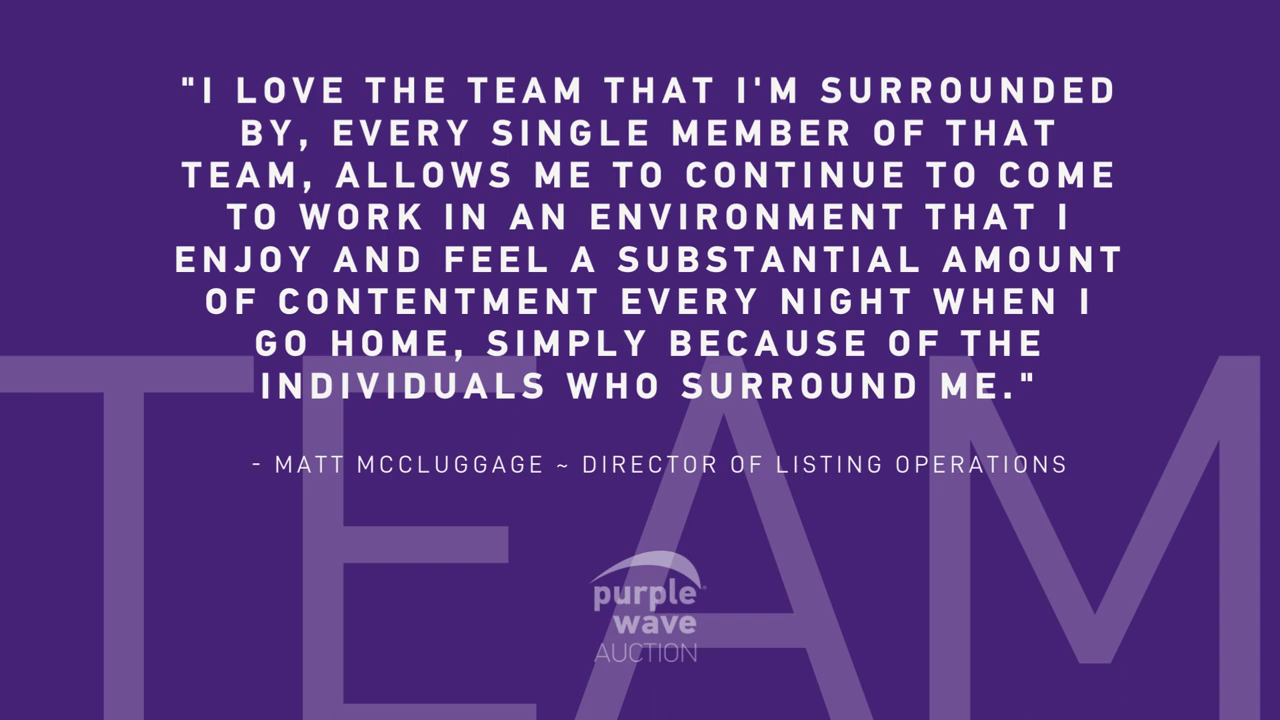 "I LOVE THE TEAM THAT I'M SURROUNDED
BY, EVERY SINGLE MEMBER OF THAT
TEAM, ALLOWS ME TO CONTINUE TO COME
TO WORK IN AN ENVIRONMENT THAT I
ENJOY AND FEEL A SUBSTANTIAL AMOUNT
OF CONTENTMENT EVERY NIGHT WHEN I
GO HOME, SIMPLY BECAUSE OF THE
INDIVIDUALS WHO SURROUND ME."
- MATT MCCLUGGAGE ~ DIRECTOR OF LISTING OPERATIONS
TEAM
purple
wave
AUCTION